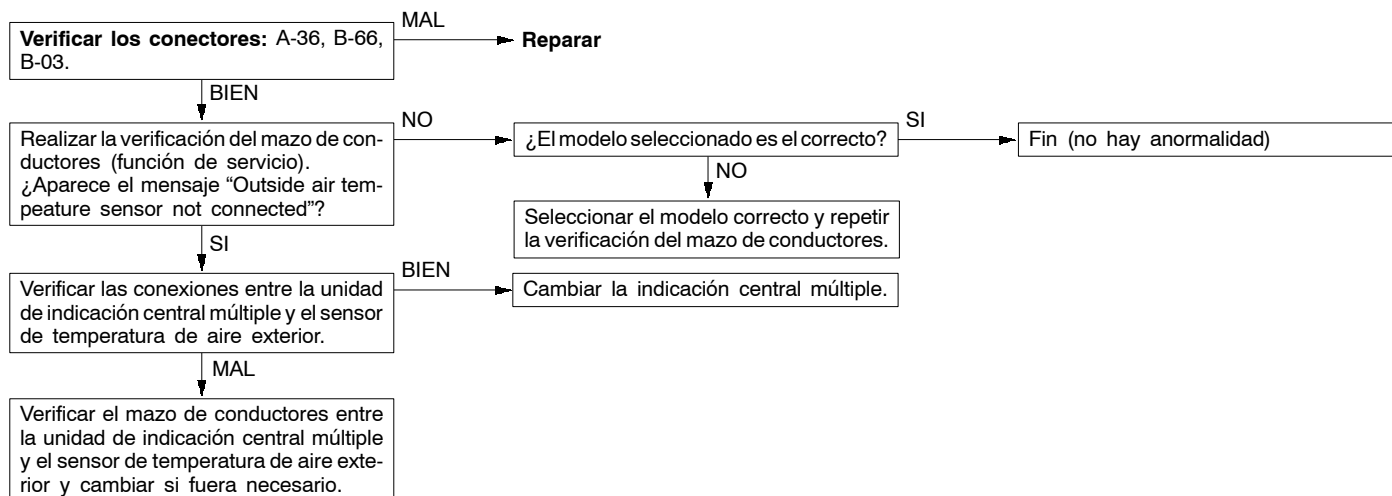 Verificar los conectores: A-36, B-66,
B-03.
MAL
Reparar
BIEN
Realizar la verificación del mazo de con-
ductores (función de servicio).
¿Aparece el mensaje “Outside air tem-
peature sensor not connected”?
NO
¿El modelo seleccionado es el correcto?
SI
Fin (no hay anormalidad)
NO
Seleccionar el modelo correcto y repetir
la verificación del mazo de conductores.
SI
Verificar las conexiones entre la unidad
de indicación central múltiple y el sensor
de temperatura de aire exterior.
BIEN
Cambiar la indicación central múltiple.
MAL
Verificar el mazo de conductores entre
la unidad de indicación central múltiple
y el sensor de temperatura de aire exte-
rior y cambiar si fuera necesario.